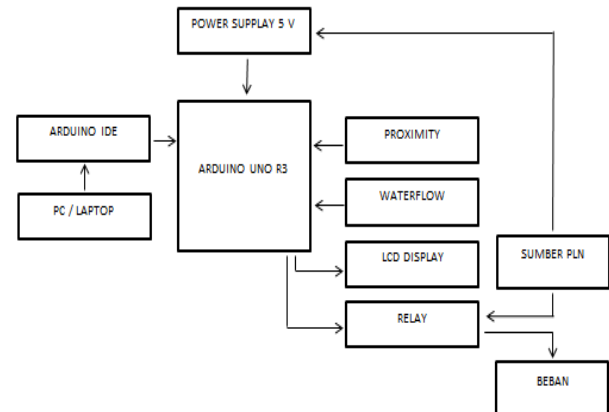 POWER SUPPLAY 5 V
ARDUINO IDE
ARDUINO UNO R3
PROXIMITY
PC / LAPTOP
WATERFLOW
LCD DISPLAY
SUMBER PLN
RELAY
BEBAN